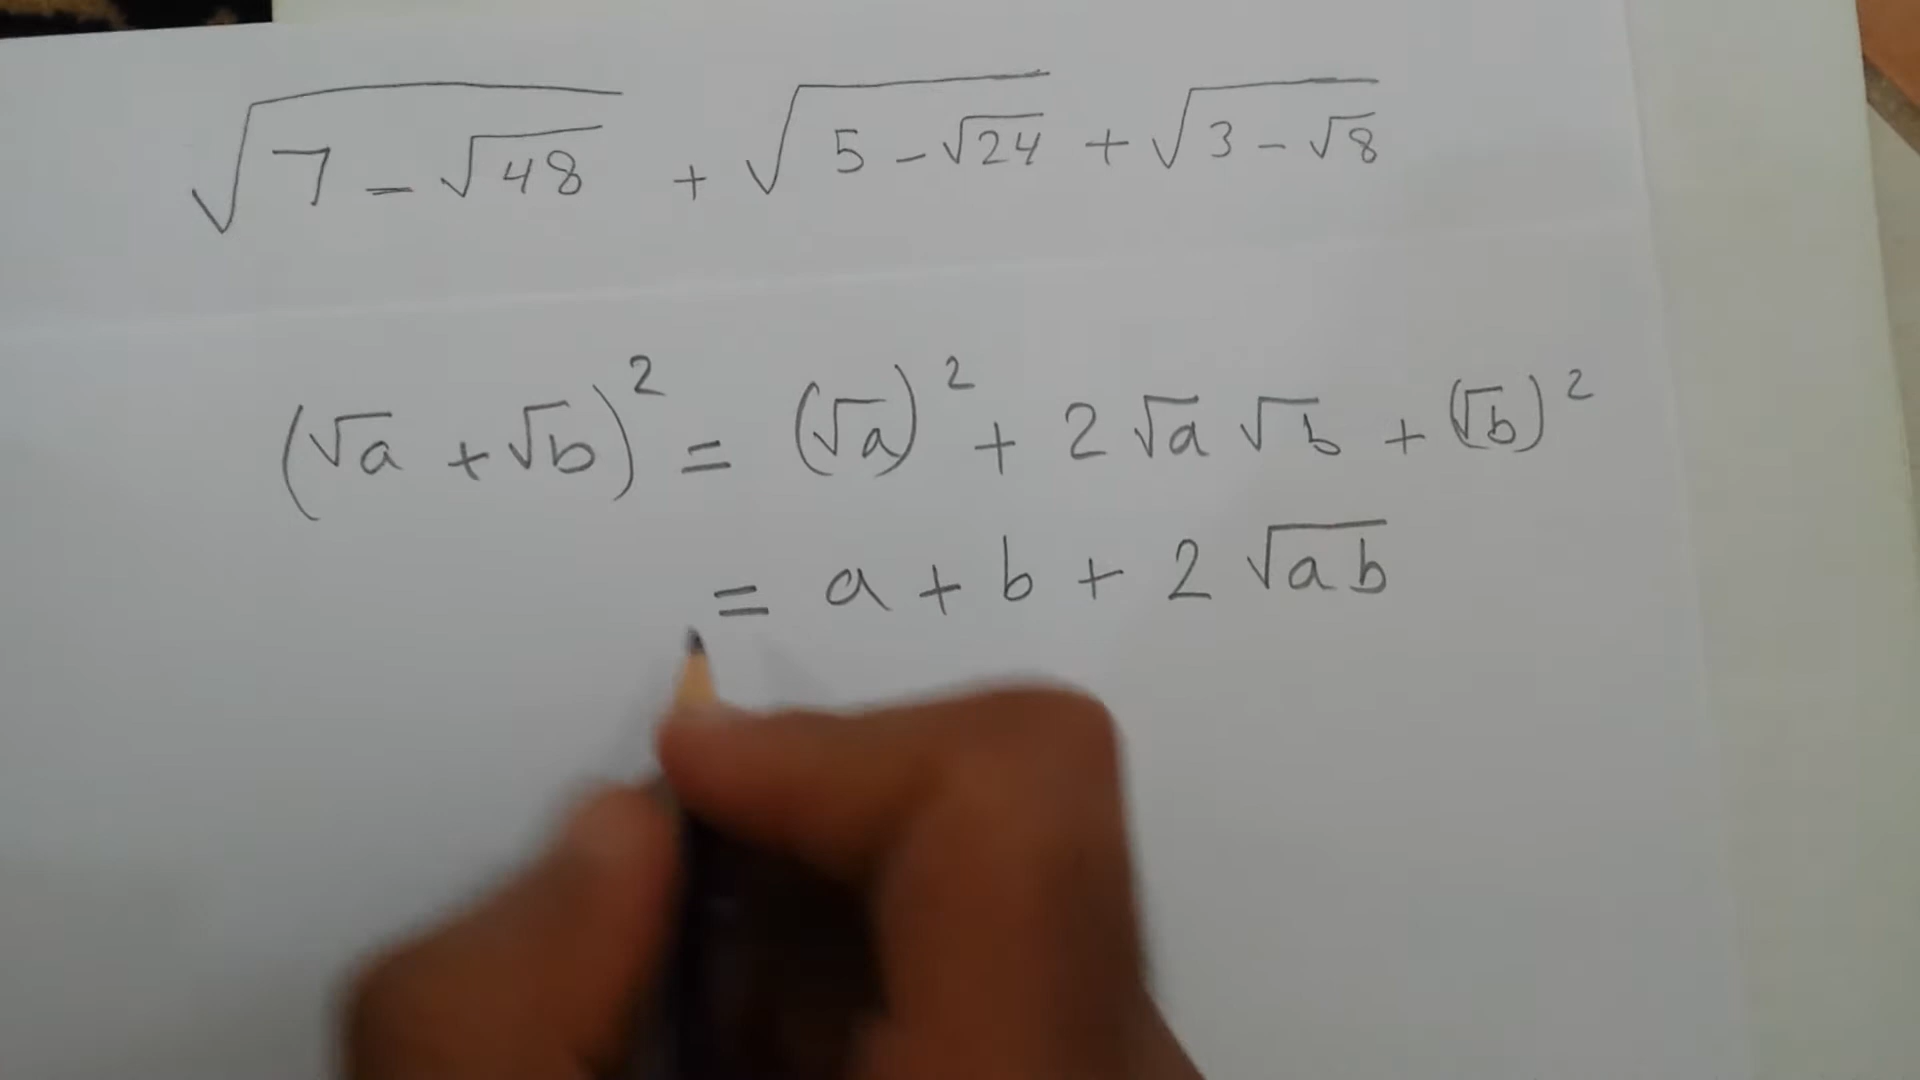 √(7 - √48) + √(5 - √24) + √(3 - √8)
(√a + √b)² = (√a)² + 2 √a √b + (√b)²
= a + b + 2 √ab